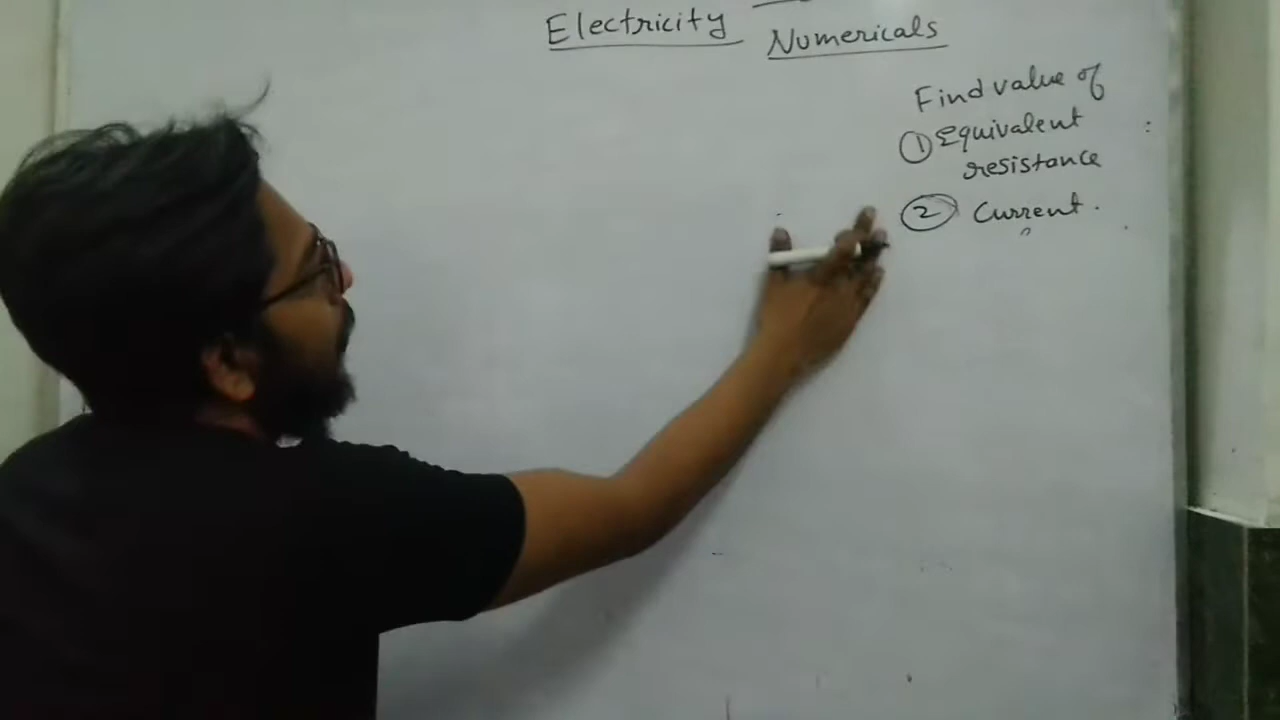 Electricity Numericals
Find value of
① Equivalent
resistance
② Current.